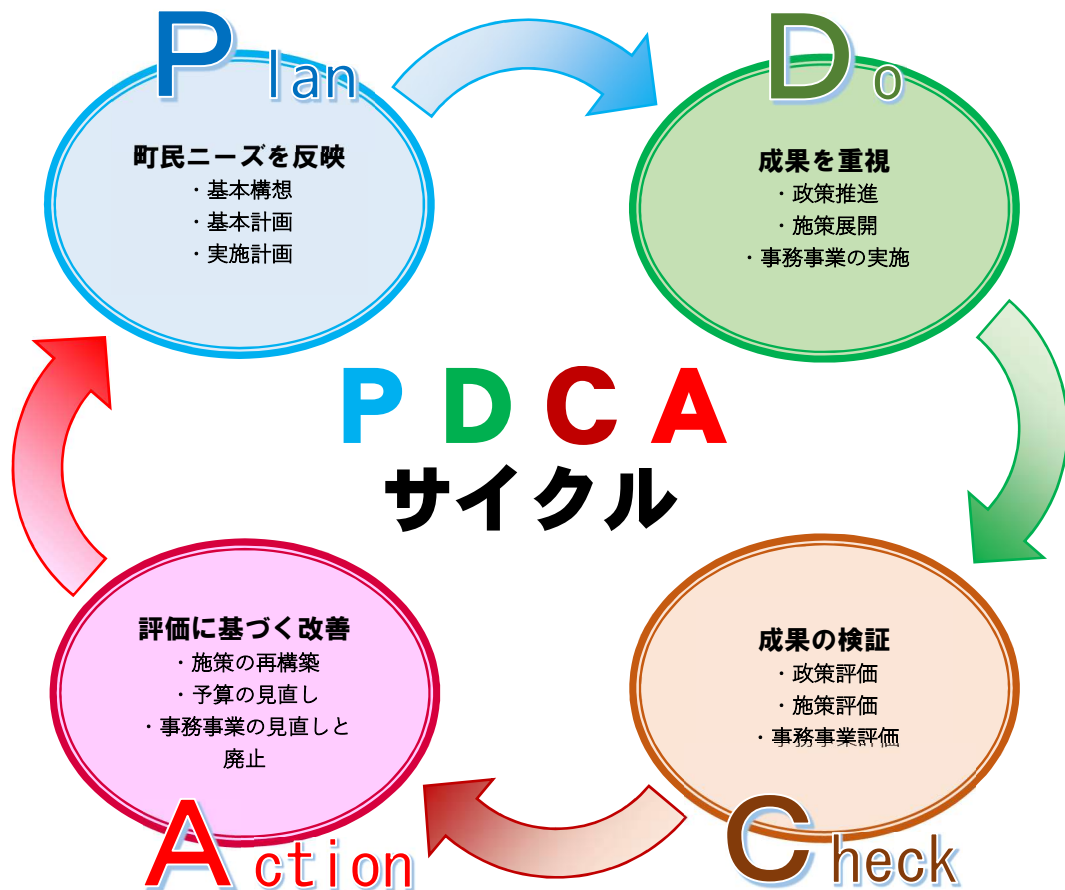 Plan
町民ニーズを反映
・基本構想
・基本計画
・実施計画
Do
成果を重視
・政策推進
・施策展開
・事務事業の実施
PDCA
サイクル
評価に基づく改善
・施策の再構築
・予算の見直し
・事務事業の見直しと
廃止
Action
成果の検証
・政策評価
・施策評価
・事務事業評価
Check